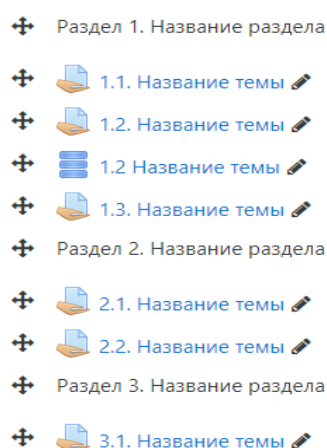 Раздел 1. Название раздела
1.1. Название темы
1.2. Название темы
1.2 Название темы
1.3. Название темы
Раздел 2. Название раздела
2.1. Название темы
2.2. Название темы
Раздел 3. Название раздела
3.1. Название темы